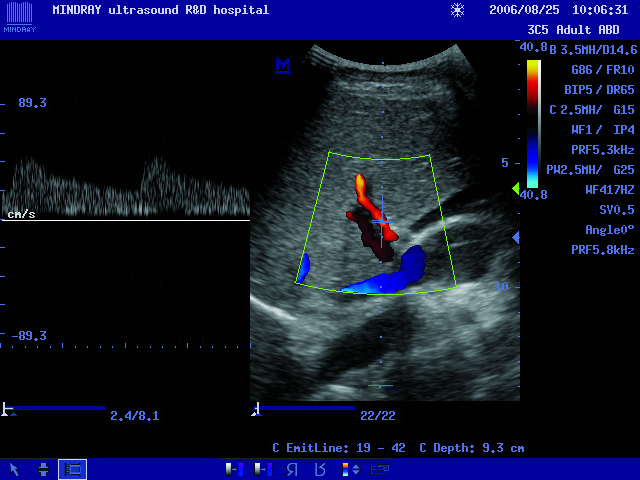 MINDRAY
MINDRAY ultrasound R&D hospital
2006/08/25 10:06:31
3C5 Adult ABD
M
89.3
cm/s
-89.3
2.4/8.1
22/22
5
10
40.8
40.8
B 3.5MH/D14.6
G86 / FR10
BIP5 / DR65
C 2.5MH/ G15
WF1 / IP4
PRF5.3kHz
PW2.5MH/ G25
WF417HZ
SV0.5
Angle0°
PRF5.8kHz
C EmitLine: 19 - 42 C Depth: 9.3 cm